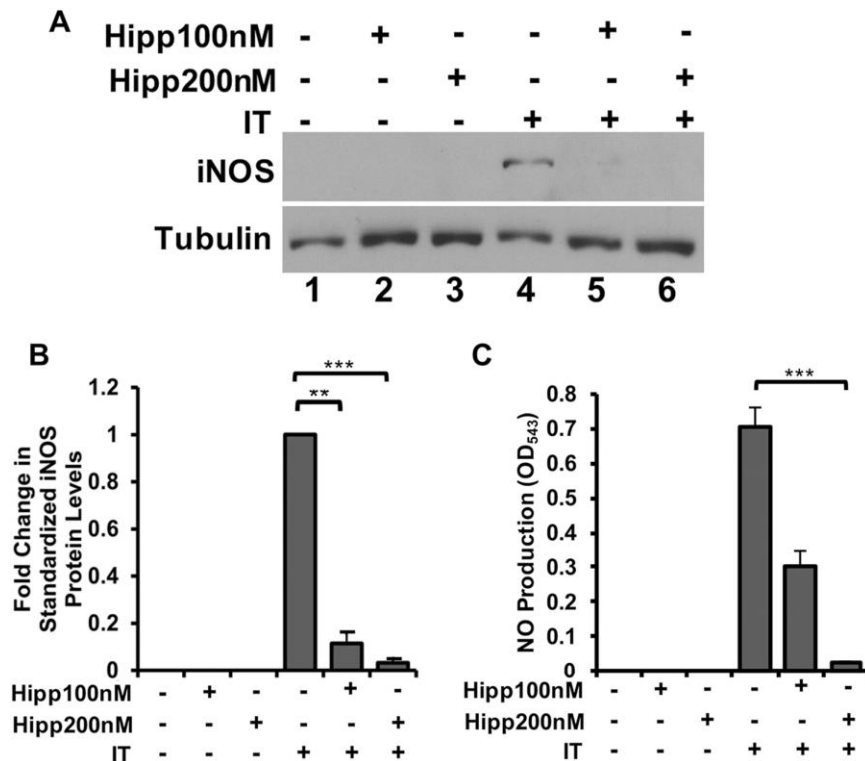 A
Hipp100nM - + - - + -
Hipp200nM - - + - - +
IT - - - + + +
iNOS
Tubulin
1 2 3 4 5 6
B
Fold Change in
Standardized iNOS
Protein Levels
1.2
1
0.8
0.6
0.4
0.2
0
***
**
Hipp100nM - + - - + -
Hipp200nM - - + - - +
IT - - - + + +
C
NO Production (OD543)
0.8
0.7
0.6
0.5
0.4
0.3
0.2
0.1
0
***
Hipp100nM - + - - + -
Hipp200nM - - + - - +
IT - - - + + +